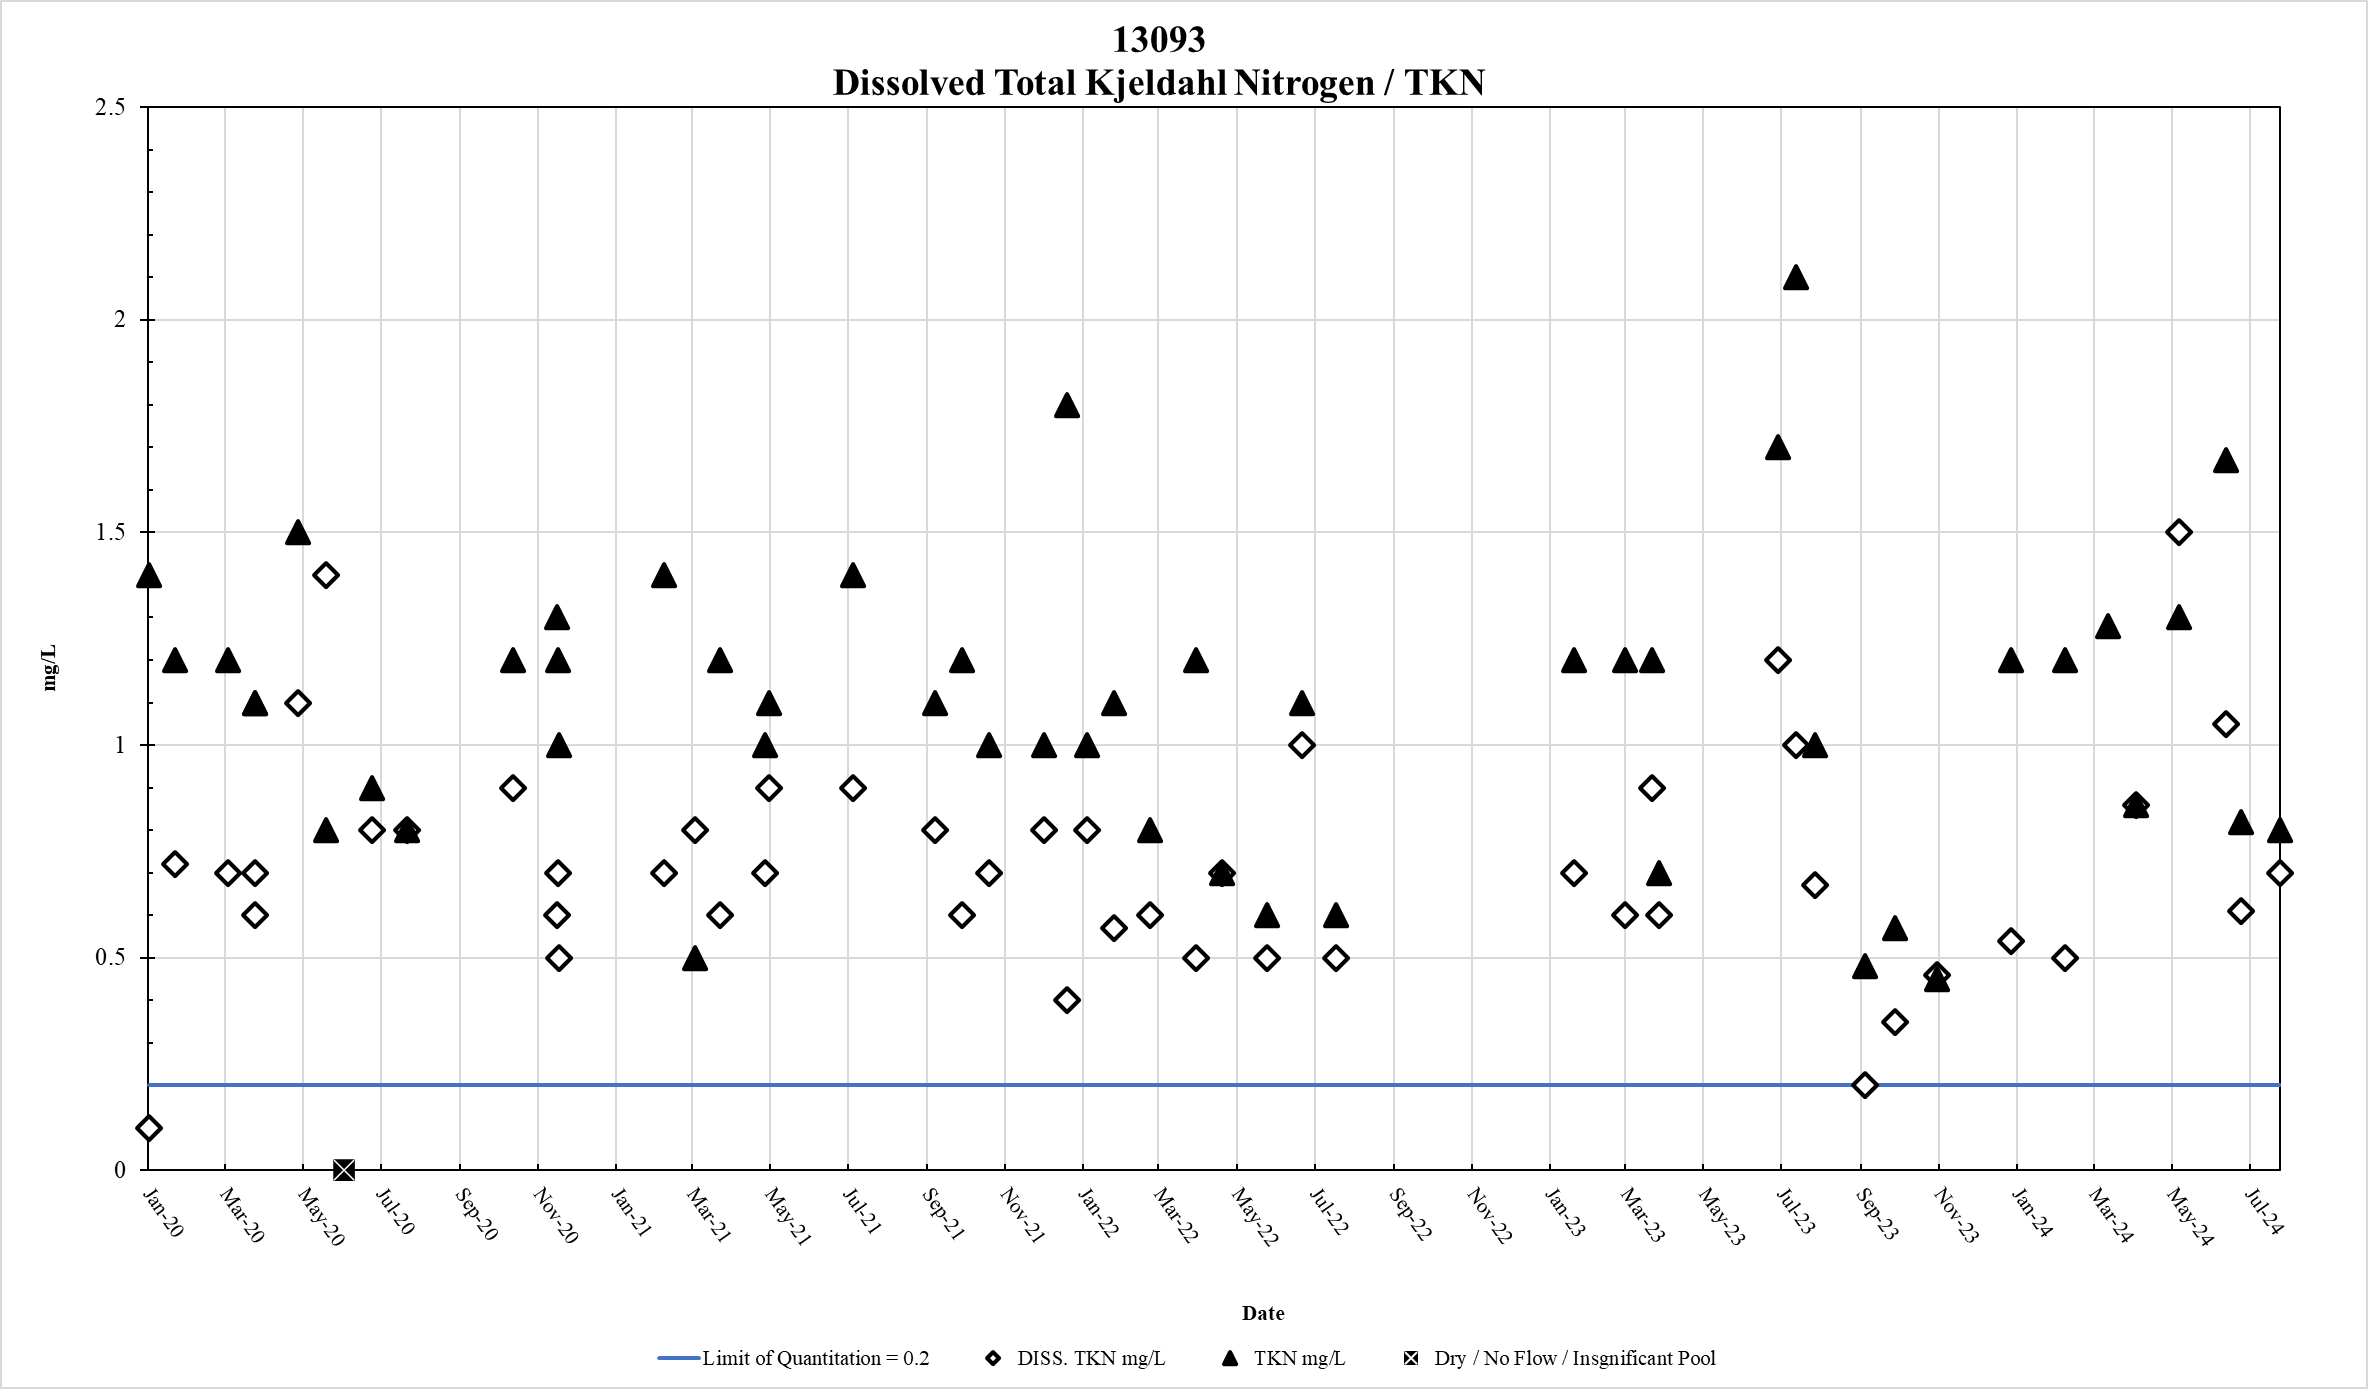 13093
Dissolved Total Kjeldahl Nitrogen / TKN
2.5
2
1.5
1
0.5
0
mg/L
Jan-20
Mar-20
May-20
Jul-20
Sep-20
Nov-20
Jan-21
Mar-21
May-21
Jul-21
Sep-21
Nov-21
Jan-22
Mar-22
May-22
Jul-22
Sep-22
Nov-22
Jan-23
Mar-23
May-23
Jul-23
Sep-23
Nov-23
Jan-24
Mar-24
May-24
Jul-24
Date
Limit of Quantitation = 0.2
DISS. TKN mg/L
TKN mg/L
Dry / No Flow / Insgnificant Pool